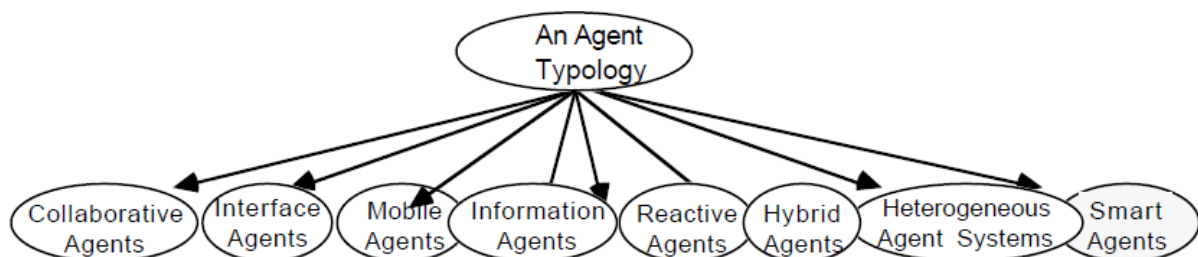 An Agent
Typology
Collaborative
Agents
Interface
Agents
Mobile
Agents
Information
Agents
Reactive
Agents
Hybrid
Agents
Heterogeneous
Agent Systems
Smart
Agents